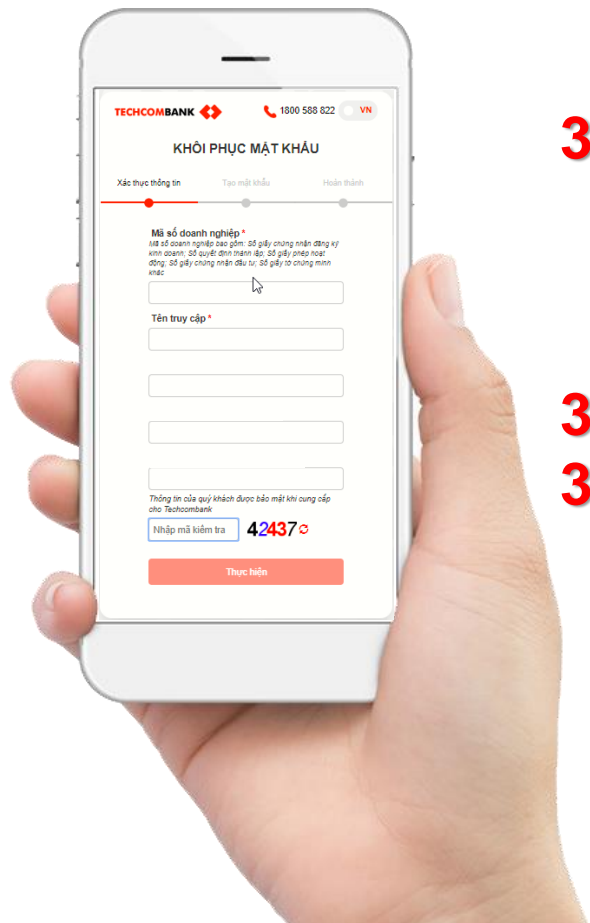 TECHCOMBANK
1800 588 822
VN
3
KHÔI PHỤC MẬT KHẨU
Xác thực thông tin
Tạo mật khẩu
Hoàn thành
Mã số doanh nghiệp *
Mã số doanh nghiệp bao gồm: Số giấy chứng nhận đăng ký
kinh doanh; Số quyết định thành lập; Số giấy phép hoạt
động; Số giấy chứng nhận đầu tư; Số giấy tờ chứng minh
khác
Tên truy cập *
3
3
Thông tin của quý khách được bảo mật khi cung cấp
cho Techcombank
Nhập mã kiểm tra
42437
Thực hiện